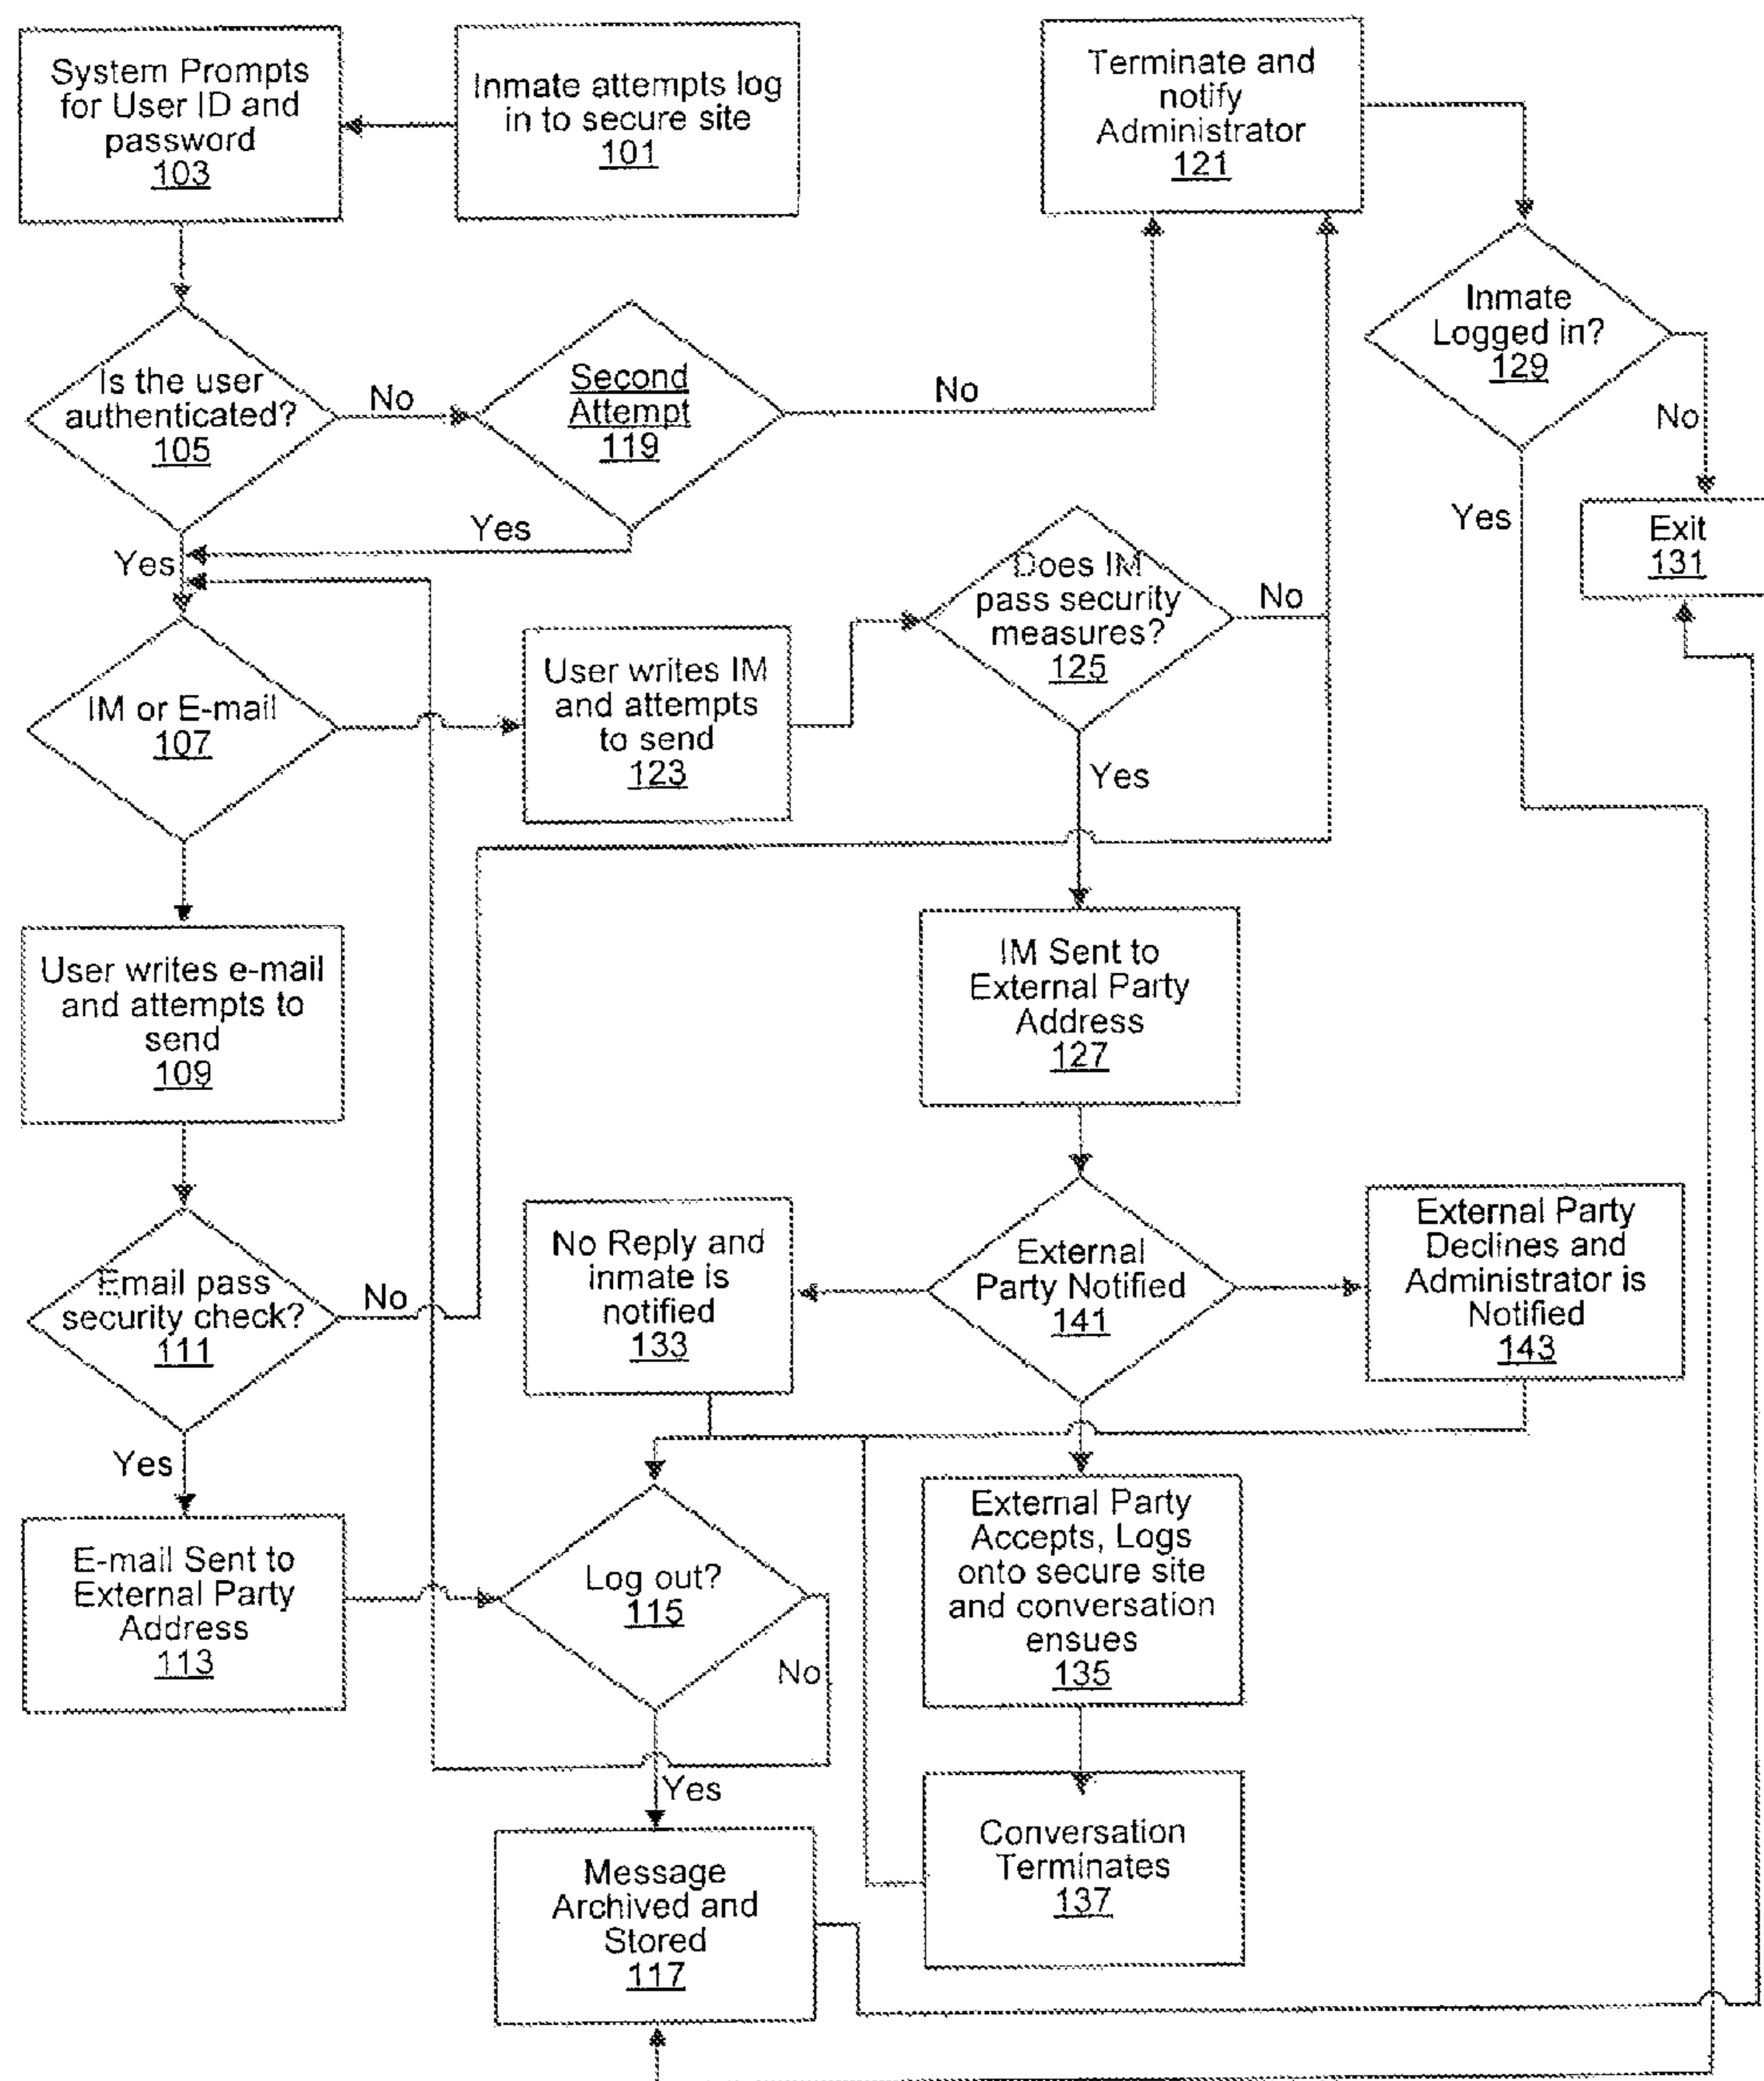 System Prompts
for User ID and
password
103
Inmate attempts log
in to secure site
101
Terminate and
notify
Administrator
121
Inmate
Logged in?
129
No
Yes
Exit
131
Is the user
authenticated?
105
No
Yes
Second
Attempt
119
No
Yes
IM or E-mail
107
User writes IM
and attempts
to send
123
Does IM
pass security
measures?
125
No
Yes
User writes e-mail
and attempts to
send
109
IM Sent to
External Party
Address
127
Email pass
security check?
111
No
Yes
No Reply and
inmate is
notified
133
External
Party Notified
141
External Party
Declines and
Administrator is
Notified
143
E-mail Sent to
External Party
Address
113
Log out?
115
No
Yes
External Party
Accepts, Logs
onto secure site
and conversation
ensues
135
Message
Archived and
Stored
117
Conversation
Terminates
137